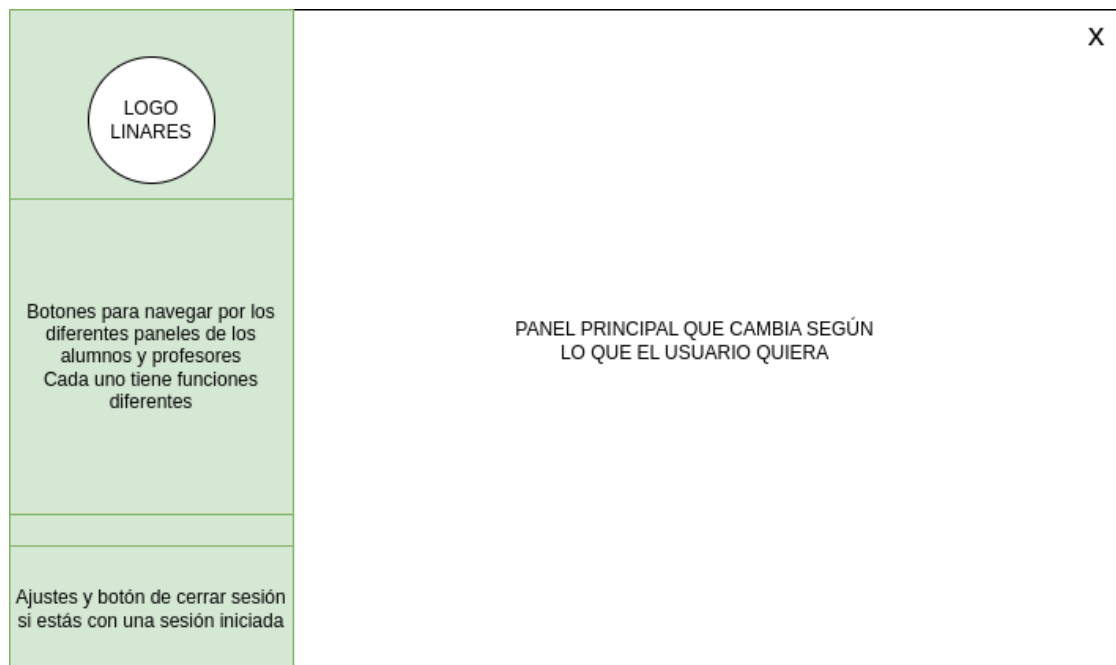 X
LOGO
LINARES
Botones para navegar por los
diferentes paneles de los
alumnos y profesores
Cada uno tiene funciones
diferentes
PANEL PRINCIPAL QUE CAMBIA SEGÚN
LO QUE EL USUARIO QUIERA
Ajustes y botón de cerrar sesión
si estás con una sesión iniciada